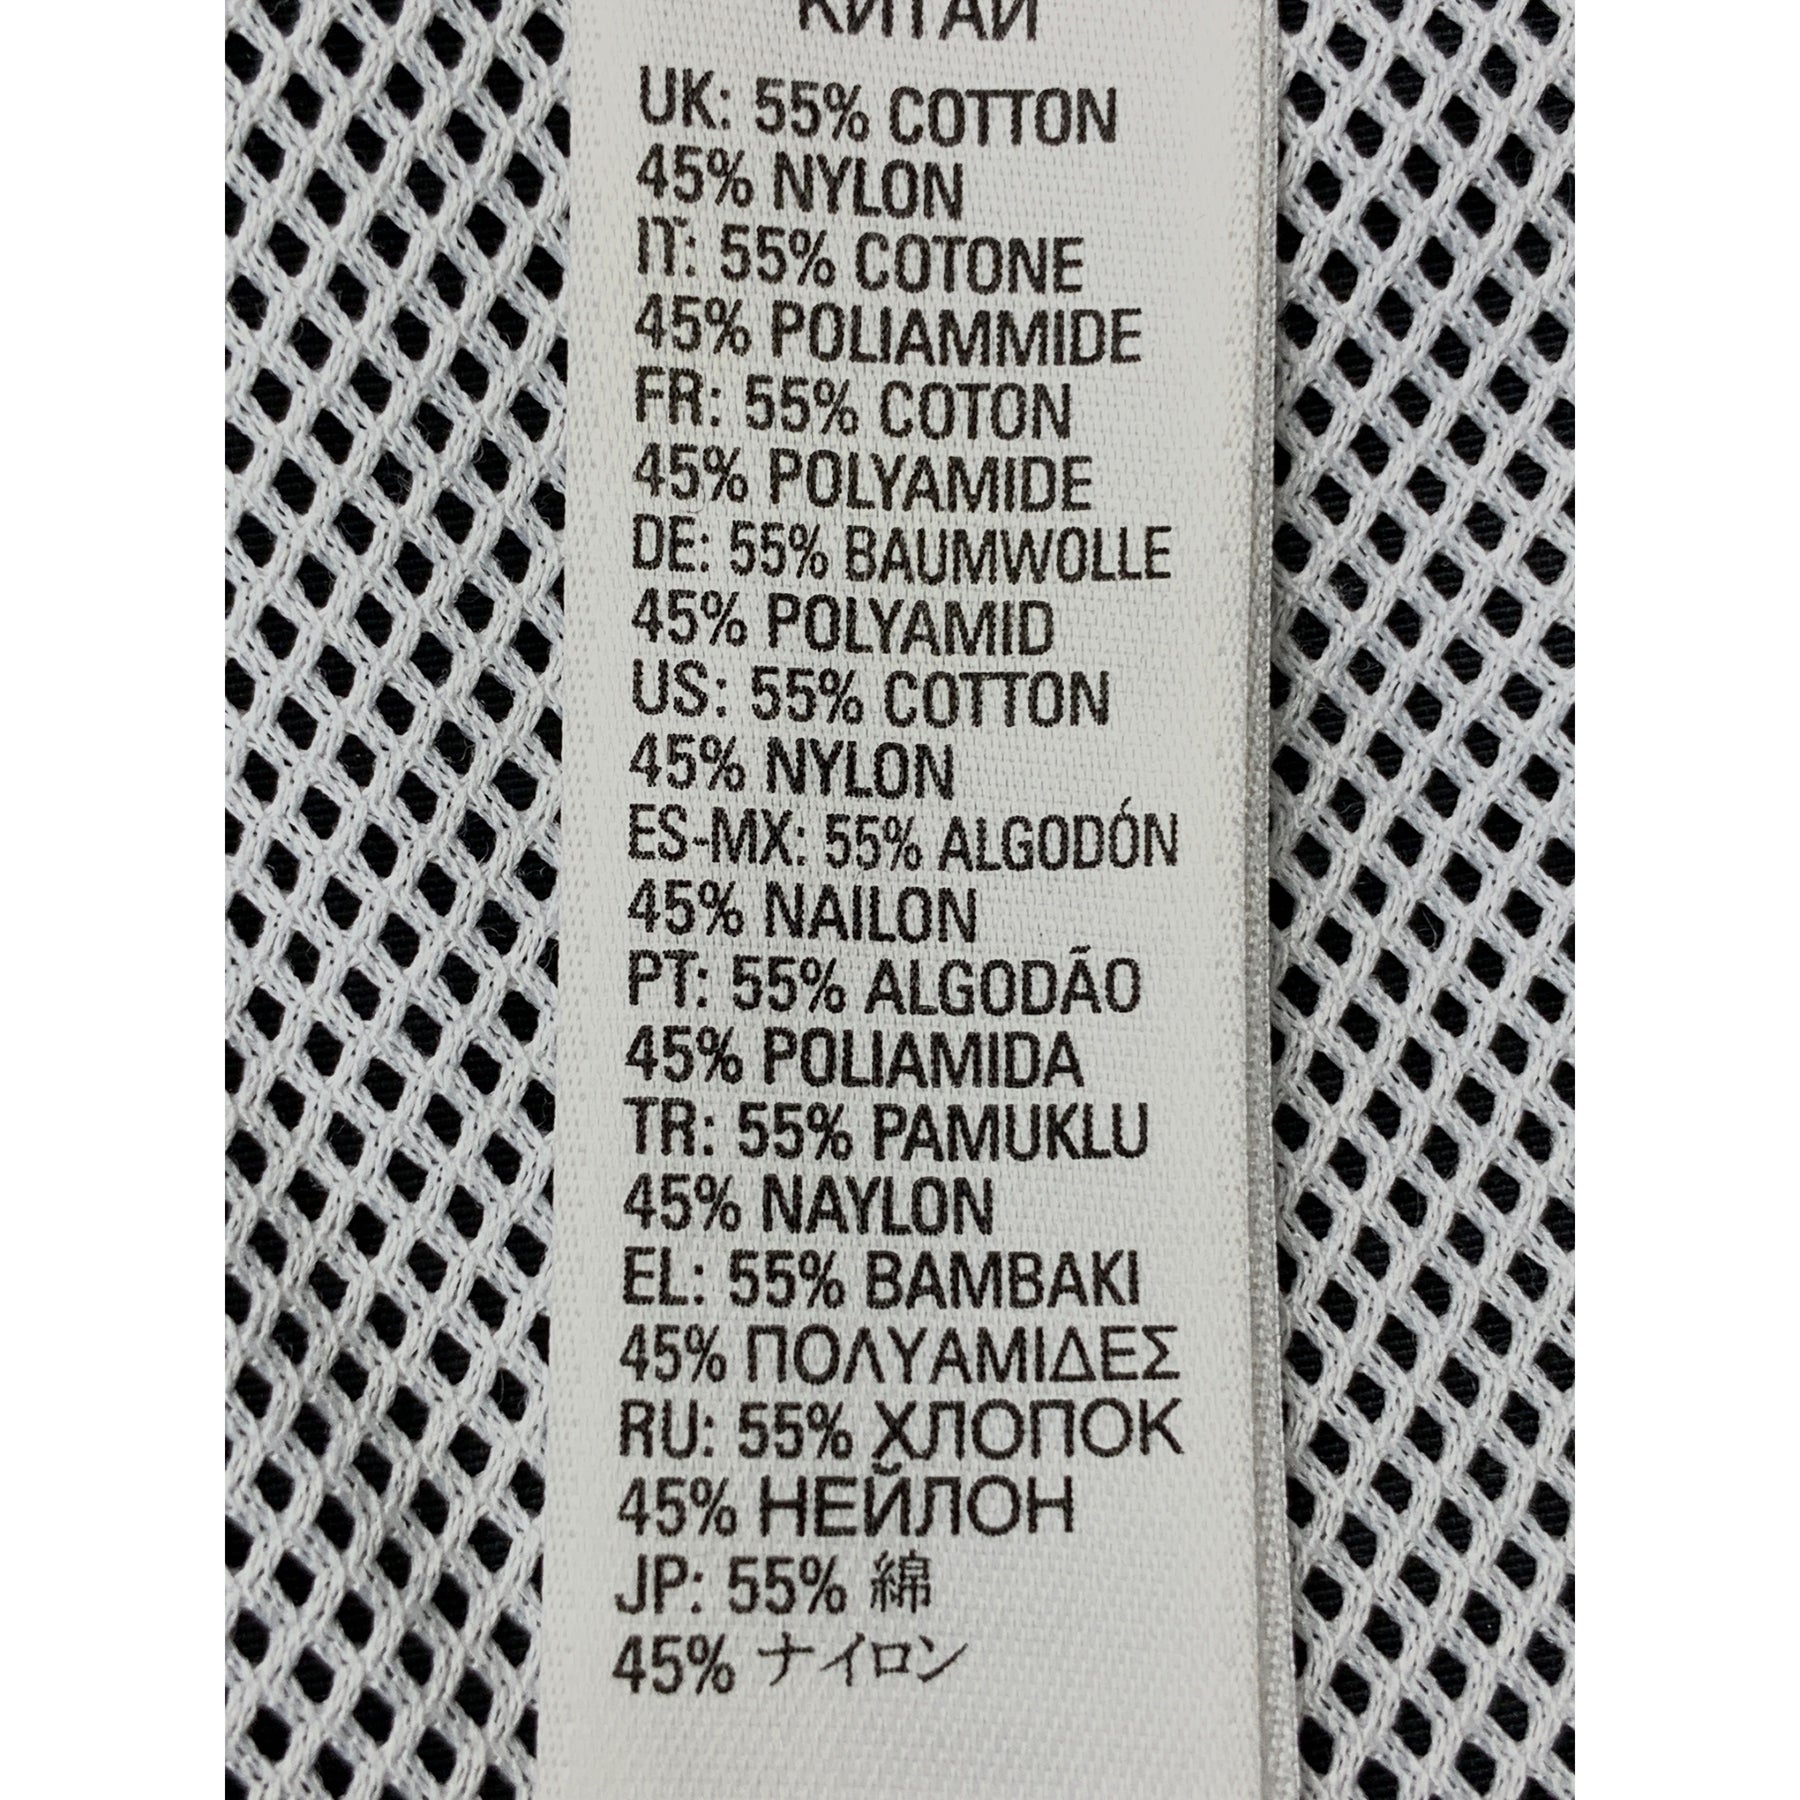 КИТАЙ
UK: 55% COTTON
45% NYLON
IT: 55% COTONE
45% POLIAMMIDE
FR: 55% COTON
45% POLYAMIDE
DE: 55% BAUMWOLLE
45% POLYAMID
US: 55% COTTON
45% NYLON
ES-MX: 55% ALGODÓN
45% NAILON
PT: 55% ALGODÃO
45% POLIAMIDA
TR: 55% PAMUKLU
45% NAYLON
EL: 55% ΒΑΜΒΑΚΙ
45% ΠΟΛΥΑΜΙΔΕΣ
RU: 55% ХЛОПОК
45% НЕЙЛОН
JP: 55% 綿
45% ナイロン